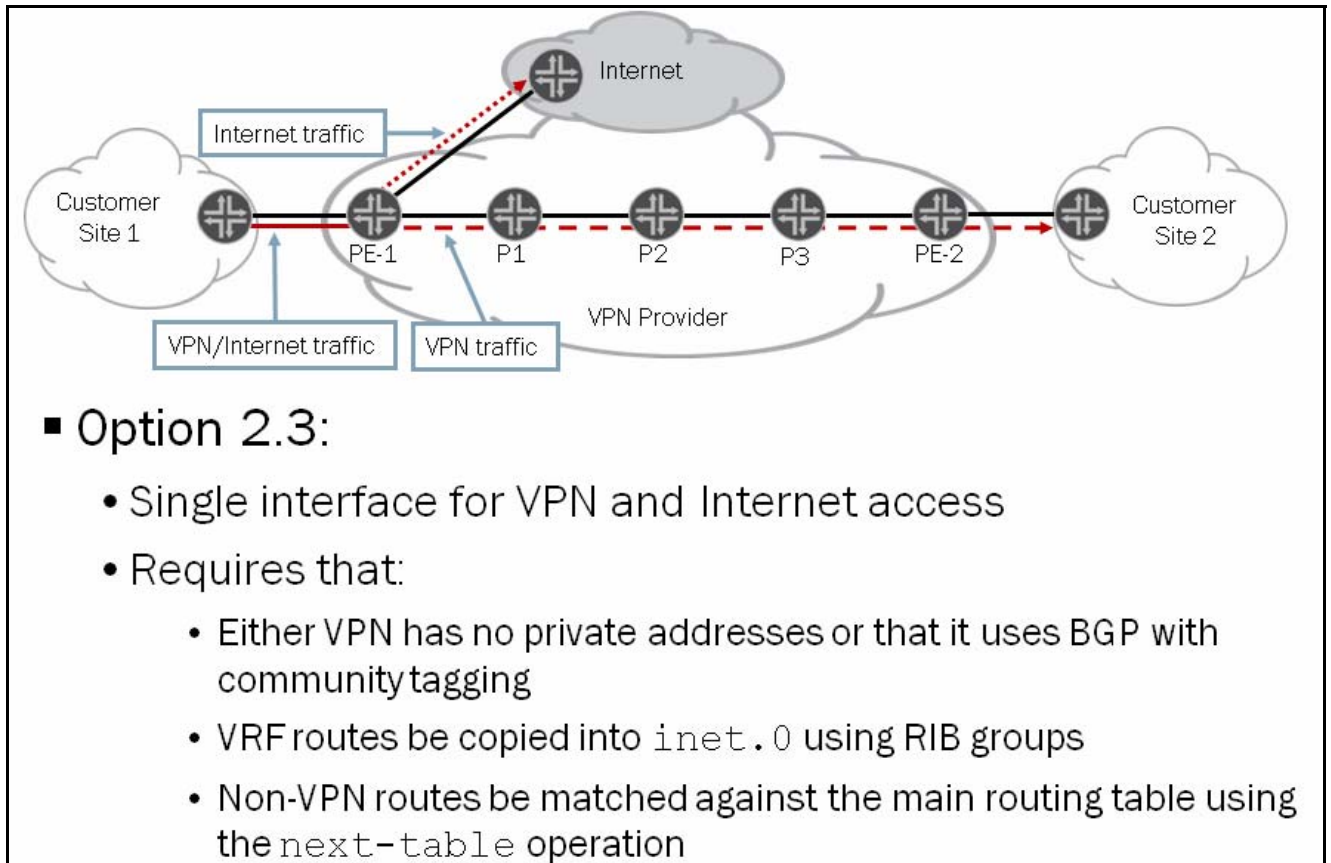 Internet
Internet traffic
Customer
Site 1
Customer
Site 2
PE-1
P1
P2
P3
PE-2
VPN Provider
VPN/Internet traffic
VPN traffic
▪ Option 2.3:
• Single interface for VPN and Internet access
• Requires that:
• Either VPN has no private addresses or that it uses BGP with
community tagging
• VRF routes be copied into inet.0 using RIB groups
• Non-VPN routes be matched against the main routing table using
the next-table operation